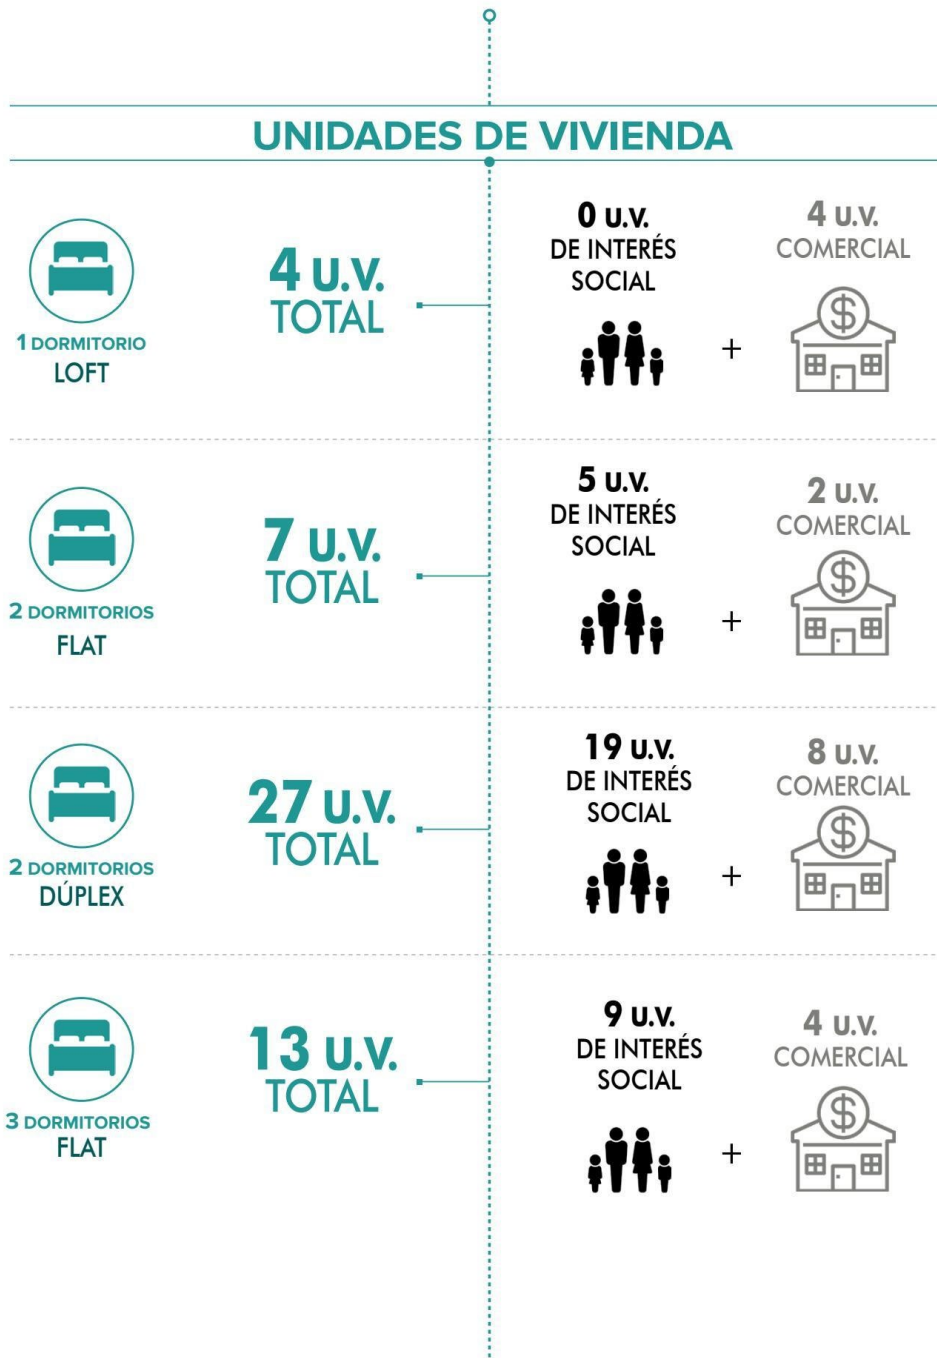 UNIDADES DE VIVIENDA
1 DORMITORIO
LOFT
4 U.V.
TOTAL
0 U.V.
DE INTERÉS
SOCIAL
+
4 U.V.
COMERCIAL
$
2 DORMITORIOS
FLAT
7 U.V.
TOTAL
5 U.V.
DE INTERÉS
SOCIAL
+
2 U.V.
COMERCIAL
$
2 DORMITORIOS
DÚPLEX
27 U.V.
TOTAL
19 U.V.
DE INTERÉS
SOCIAL
+
8 U.V.
COMERCIAL
$
3 DORMITORIOS
FLAT
13 U.V.
TOTAL
9 U.V.
DE INTERÉS
SOCIAL
+
4 U.V.
COMERCIAL
$